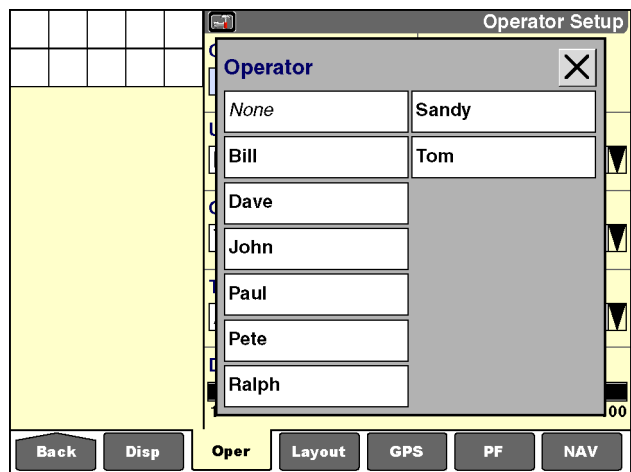 Operator Setup
Operator
None
Sandy
Bill
Tom
Dave
John
Paul
Pete
Ralph
Back
Disp
Oper
Layout
GPS
PF
NAV